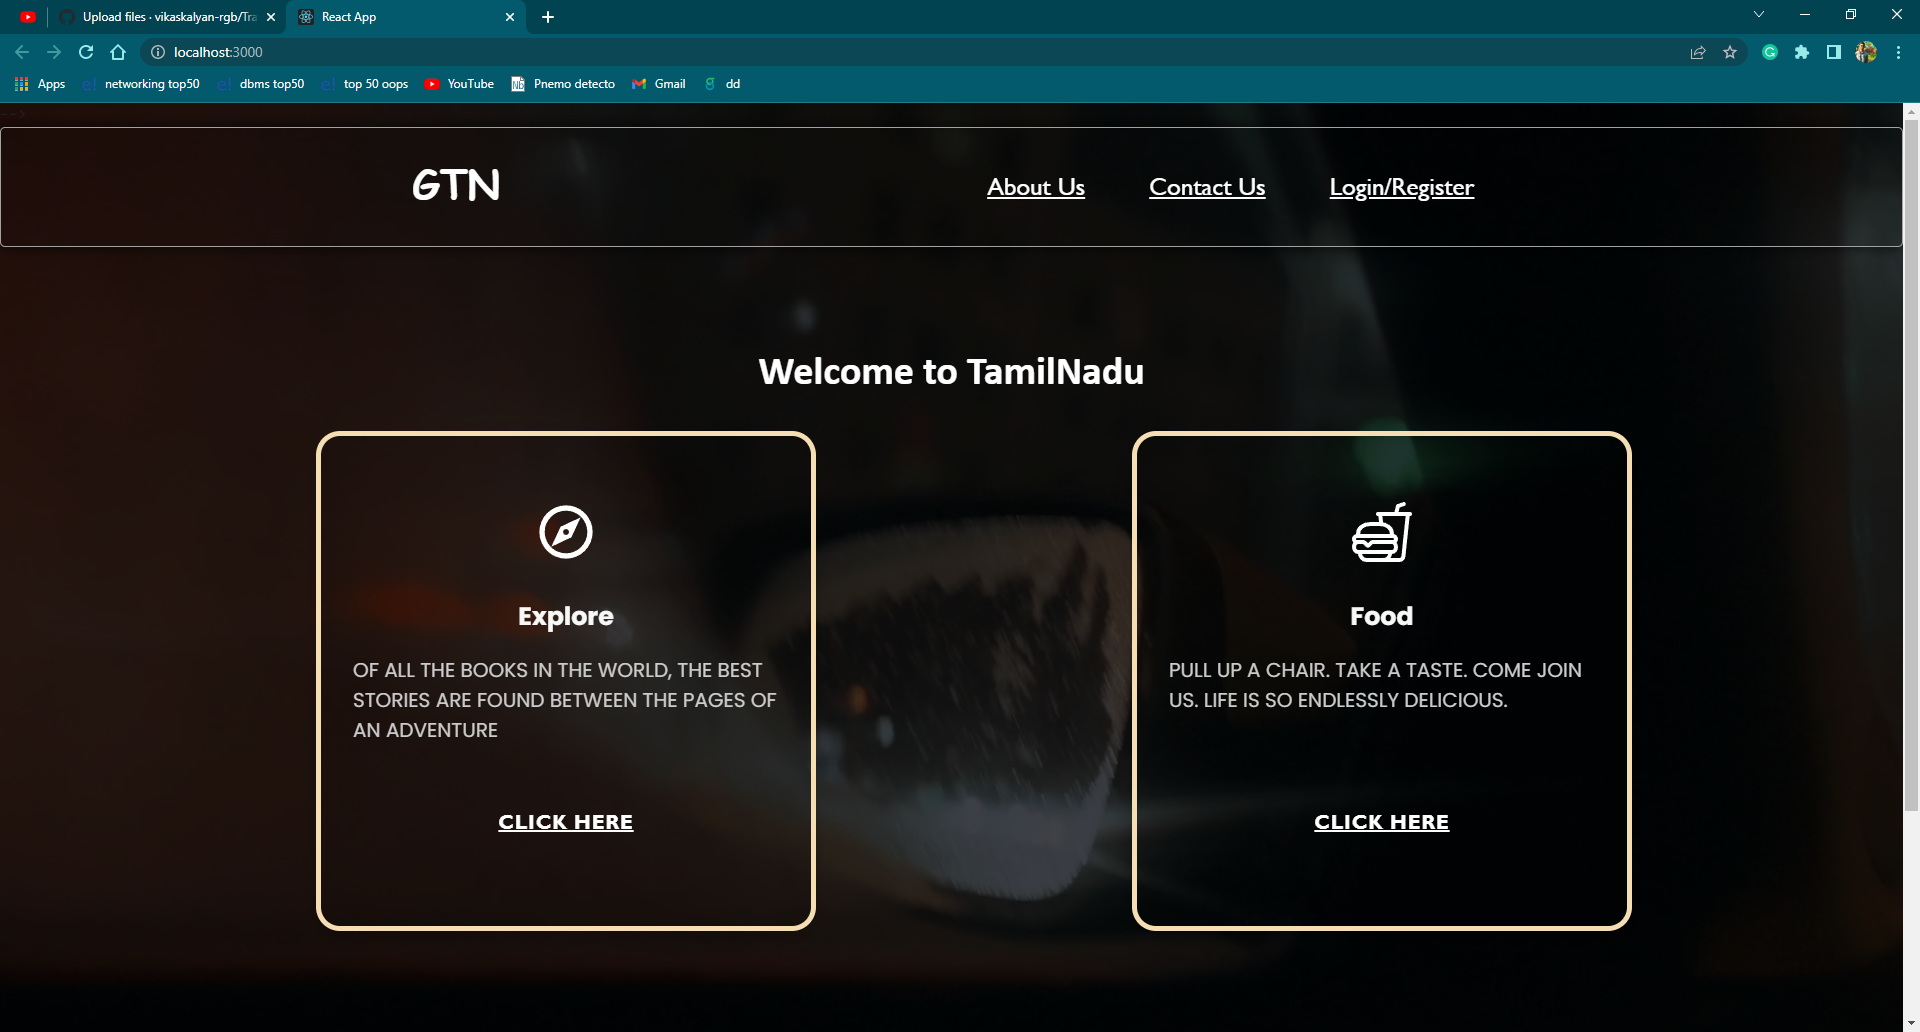 Upload files · vikaskalyan-rgb/Tra
React App
localhost:3000
Apps
networking top50
dbms top50
top 50 oops
YouTube
Pnemo detecto
Gmail
dd
-->
GTN
About Us
Contact Us
Login/Register
Welcome to TamilNadu
Explore
OF ALL THE BOOKS IN THE WORLD, THE BEST
STORIES ARE FOUND BETWEEN THE PAGES OF
AN ADVENTURE
CLICK HERE
Food
PULL UP A CHAIR. TAKE A TASTE. COME JOIN
US. LIFE IS SO ENDLESSLY DELICIOUS.
CLICK HERE